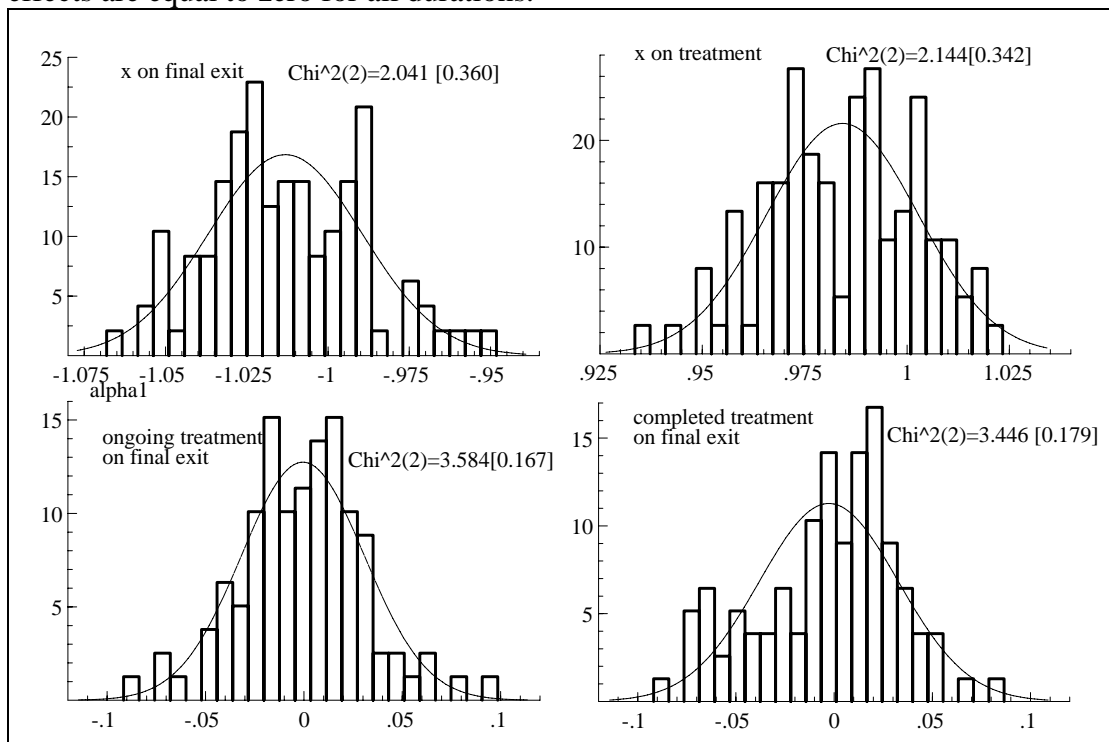 effects are equal to zero for all durations.
25
20
15
10
5
x on final exit
Chi^2(2)=2.041 [0.360]
-1.075 -1.05 -1.025 -1 -.975 -.95
20
10
x on treatment
Chi^2(2)=2.144[0.342]
.925 .95 .975 1 1.025
alpha1
15
10
5
ongoing treatment
on final exit
Chi^2(2)=3.584[0.167]
-.1 -.05 0 .05 .1
15
10
5
completed treatment
on final exit
Chi^2(2)=3.446 [0.179]
-.1 -.05 0 .05 .1